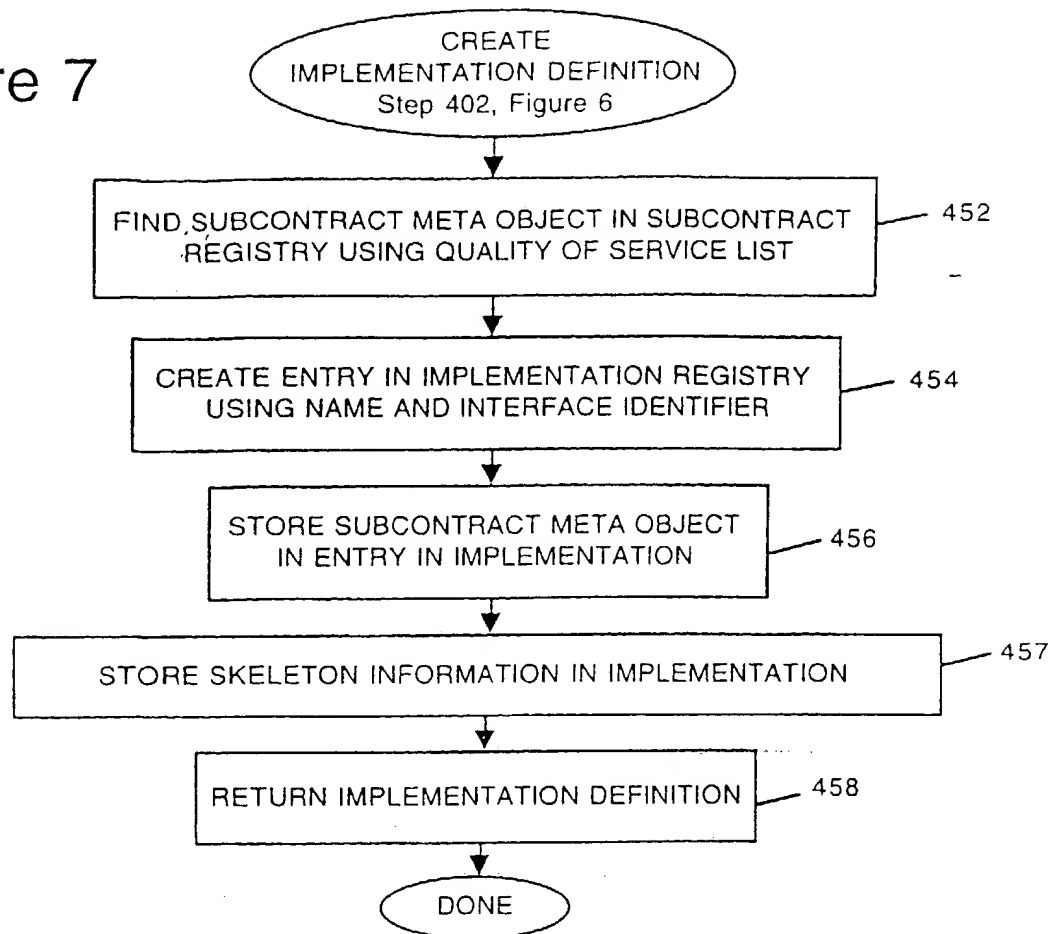 re 7
CREATE
IMPLEMENTATION DEFINITION
Step 402, Figure 6
FIND SUBCONTRACT META OBJECT IN SUBCONTRACT
REGISTRY USING QUALITY OF SERVICE LIST
452
CREATE ENTRY IN IMPLEMENTATION REGISTRY
USING NAME AND INTERFACE IDENTIFIER
454
STORE SUBCONTRACT META OBJECT
IN ENTRY IN IMPLEMENTATION
456
STORE SKELETON INFORMATION IN IMPLEMENTATION
457
RETURN IMPLEMENTATION DEFINITION
458
DONE